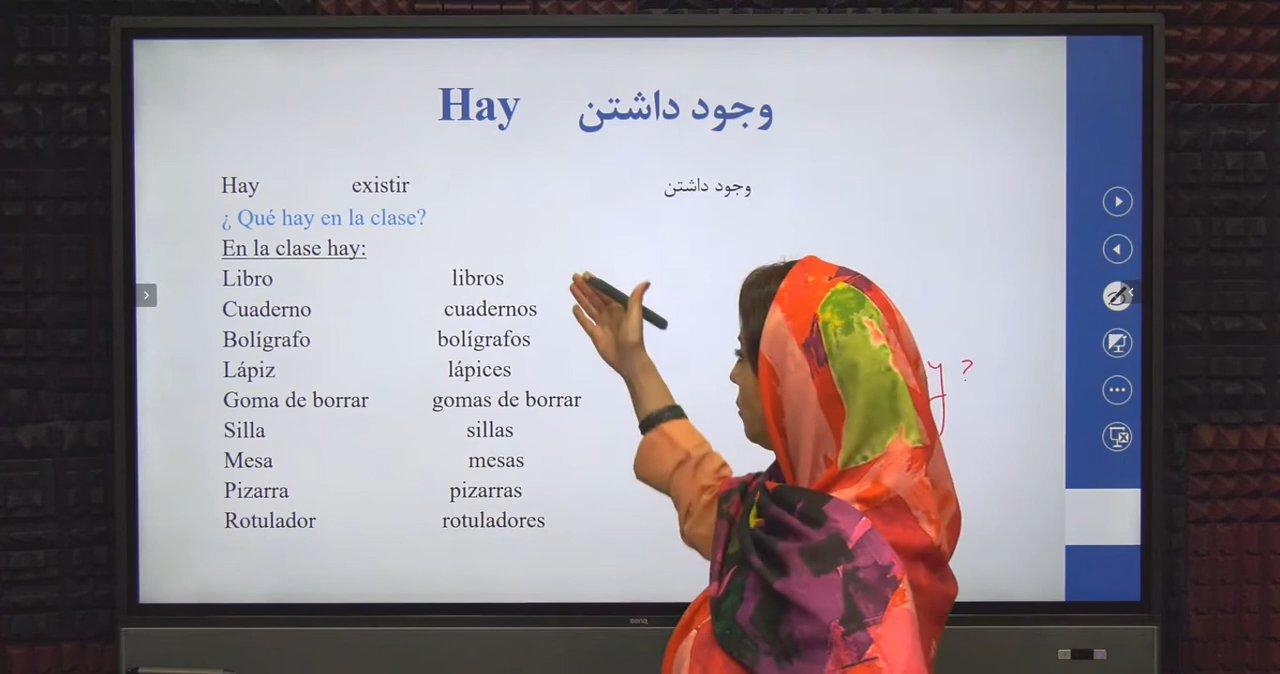 Hay وجود داشتن
Hay existir وجود داشتن
¿ Qué hay en la clase?
En la clase hay:
Libro libros
Cuaderno cuadernos
Bolígrafo bolígrafos
Lápiz lápices
Goma de borrar gomas de borrar
Silla sillas
Mesa mesas
Pizarra pizarras
Rotulador rotuladores
y ?
y
BenQ